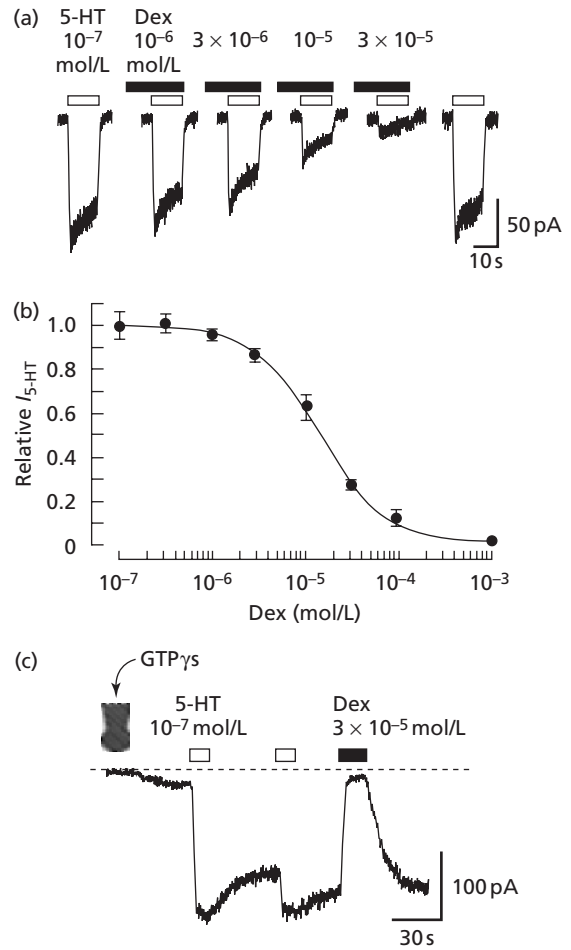 (a)
5-HT Dex
10⁻⁷ 10⁻⁶ 3 × 10⁻⁶ 10⁻⁵ 3 × 10⁻⁵
mol/L mol/L
50 pA
10 s
(b)
1.0
0.8
0.6
0.4
0.2
0
Relative I5-HT
10⁻⁷ 10⁻⁶ 10⁻⁵ 10⁻⁴ 10⁻³
Dex (mol/L)
(c)
GTPγs
5-HT Dex
10⁻⁷ mol/L 3 × 10⁻⁵ mol/L
100 pA
30 s